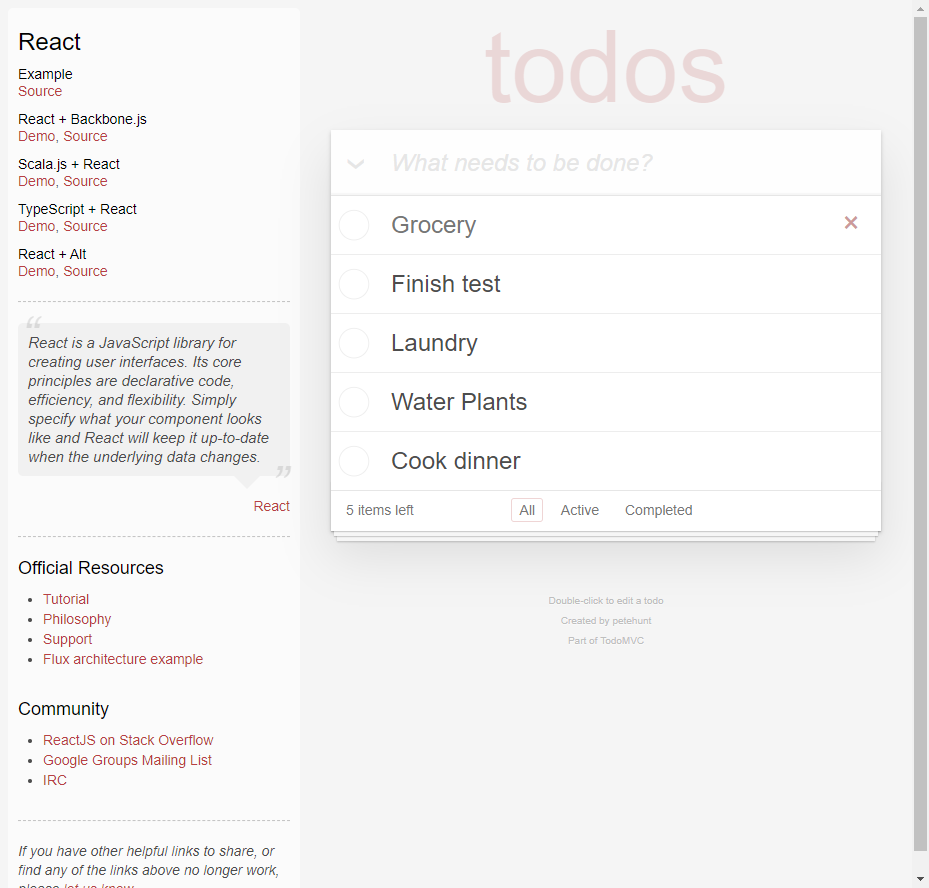 React
Example
Source
React + Backbone.js
Demo, Source
Scala.js + React
Demo, Source
TypeScript + React
Demo, Source
React + Alt
Demo, Source
“
React is a JavaScript library for
creating user interfaces. Its core
principles are declarative code,
efficiency, and flexibility. Simply
specify what your component looks
like and React will keep it up-to-date
when the underlying data changes.
”
React
Official Resources
• Tutorial
• Philosophy
• Support
• Flux architecture example
Community
• ReactJS on Stack Overflow
• Google Groups Mailing List
• IRC
If you have other helpful links to share, or
find any of the links above no longer work,
please let us know
todos
What needs to be done?
Grocery
Finish test
Laundry
Water Plants
Cook dinner
5 items left All Active Completed
Double-click to edit a todo
Created by petehunt
Part of TodoMVC